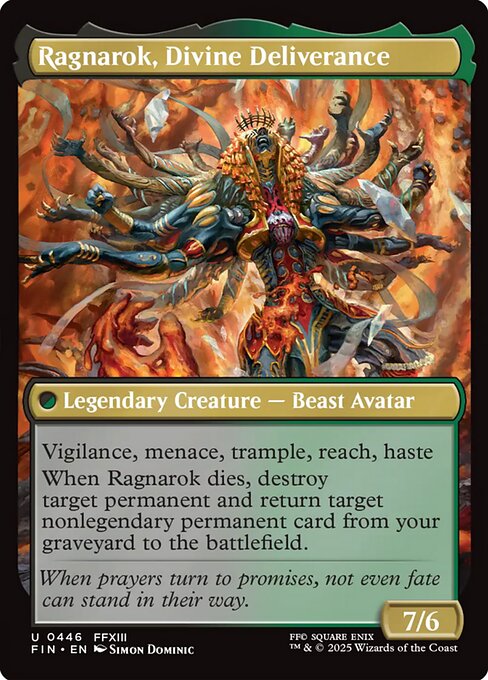 Ragnarok, Divine Deliverance
Legendary Creature — Beast Avatar
Vigilance, menace, trample, reach, haste
When Ragnarok dies, destroy
target permanent and return target
nonlegendary permanent card from your
graveyard to the battlefield.
When prayers turn to promises, not even fate
can stand in their way.
7/6
U 0446 FFXIII
FIN • EN SIMON DOMINIC
FF© SQUARE ENIX
™ & © 2025 Wizards of the Coast